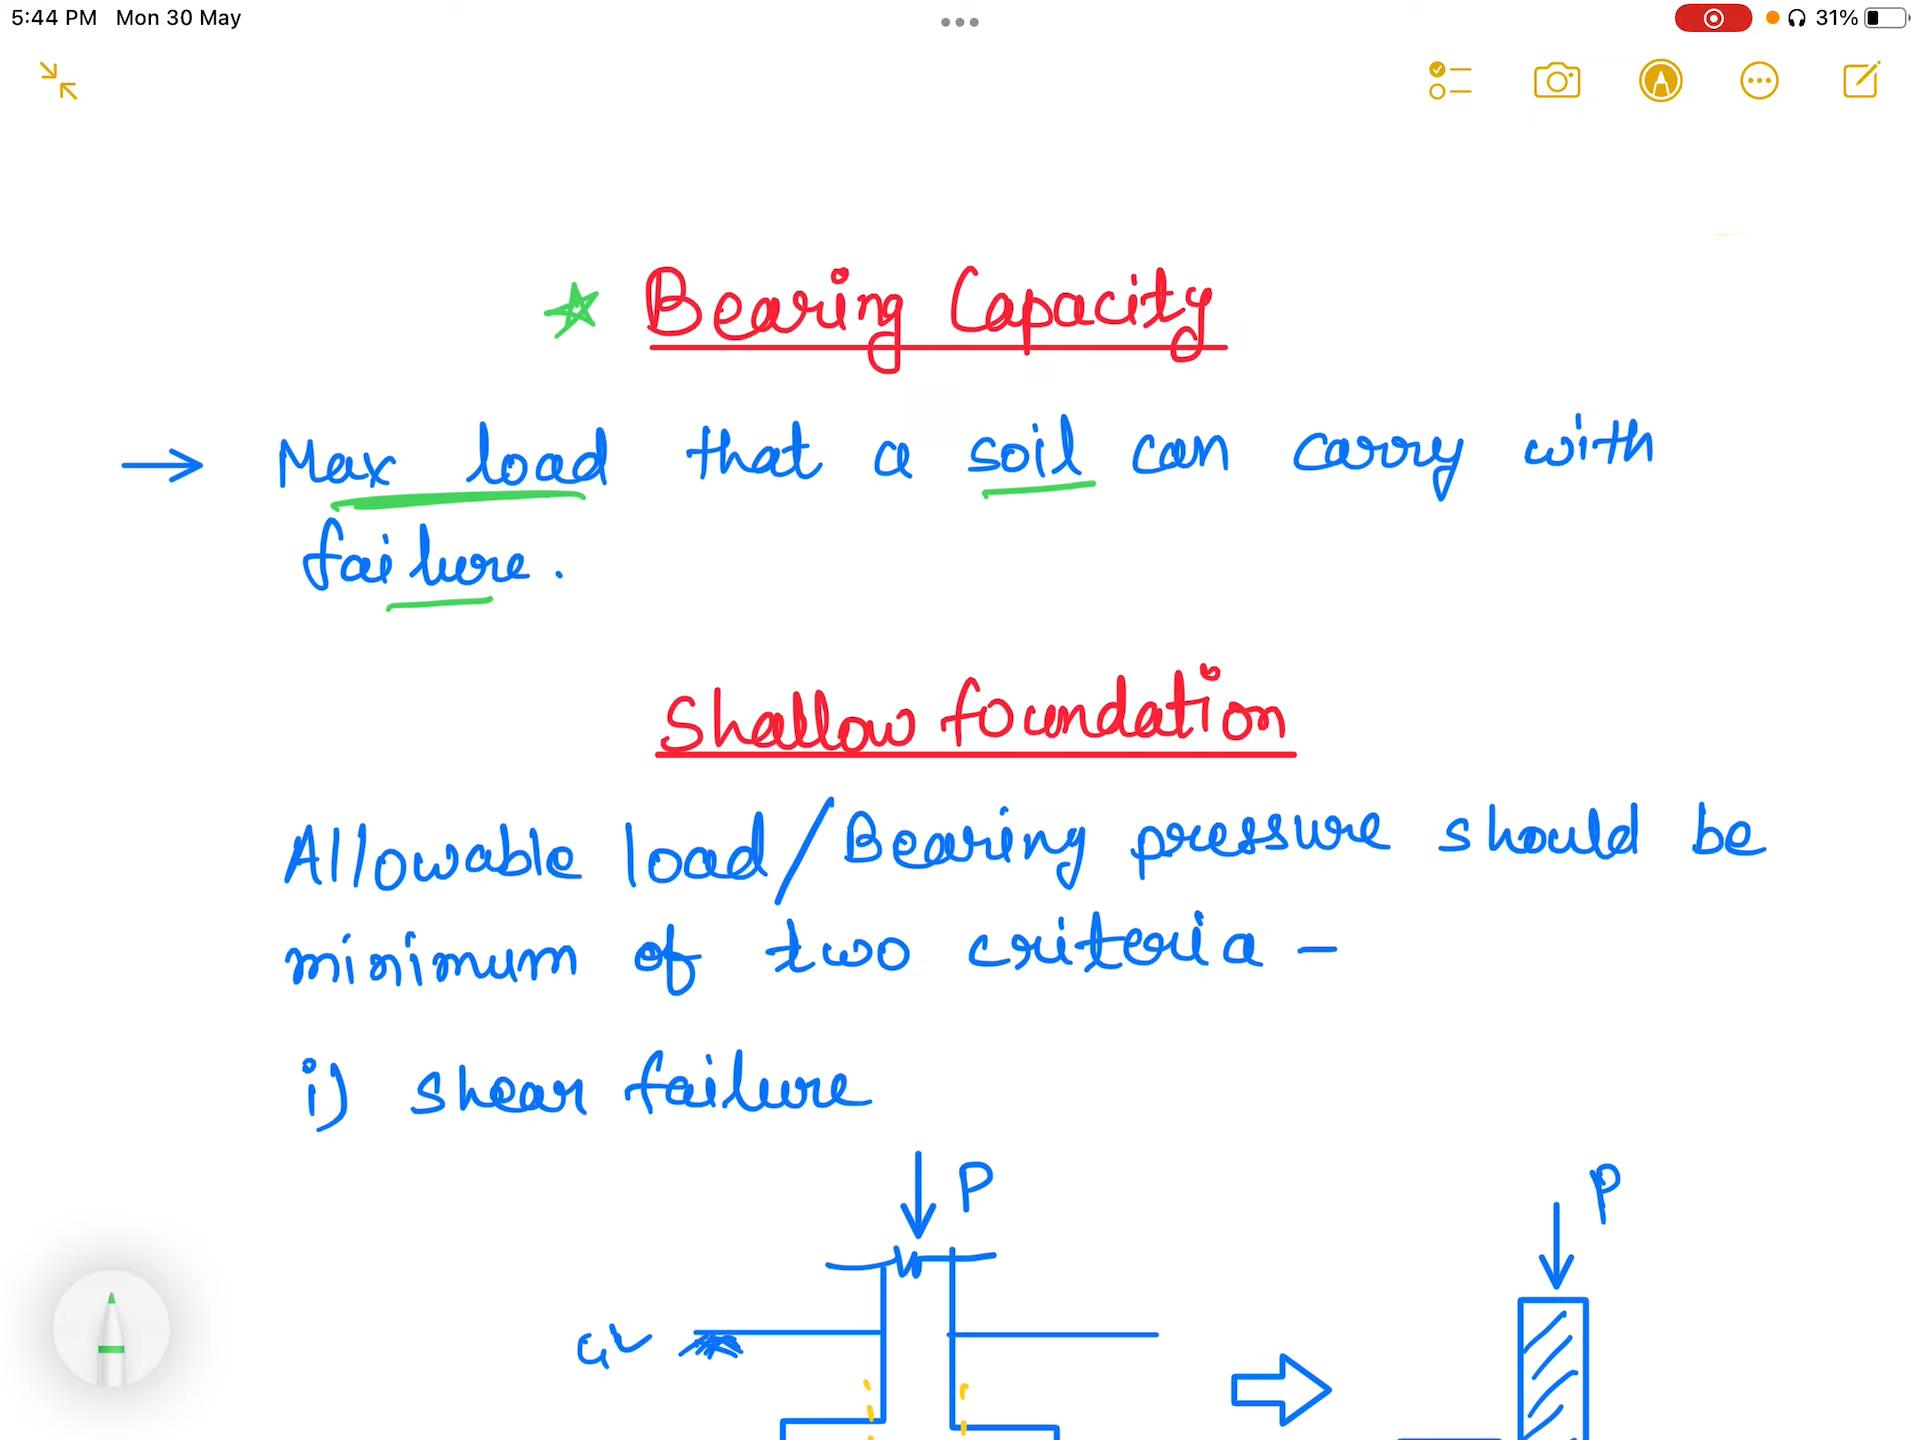 5:44 PM Mon 30 May
31%
Bearing Capacity
→ Max load that a soil can carry with
failure.
Shallow foundation
Allowable load/Bearing pressure should be
minimum of two criteria –
i) shear failure
P
P
GL